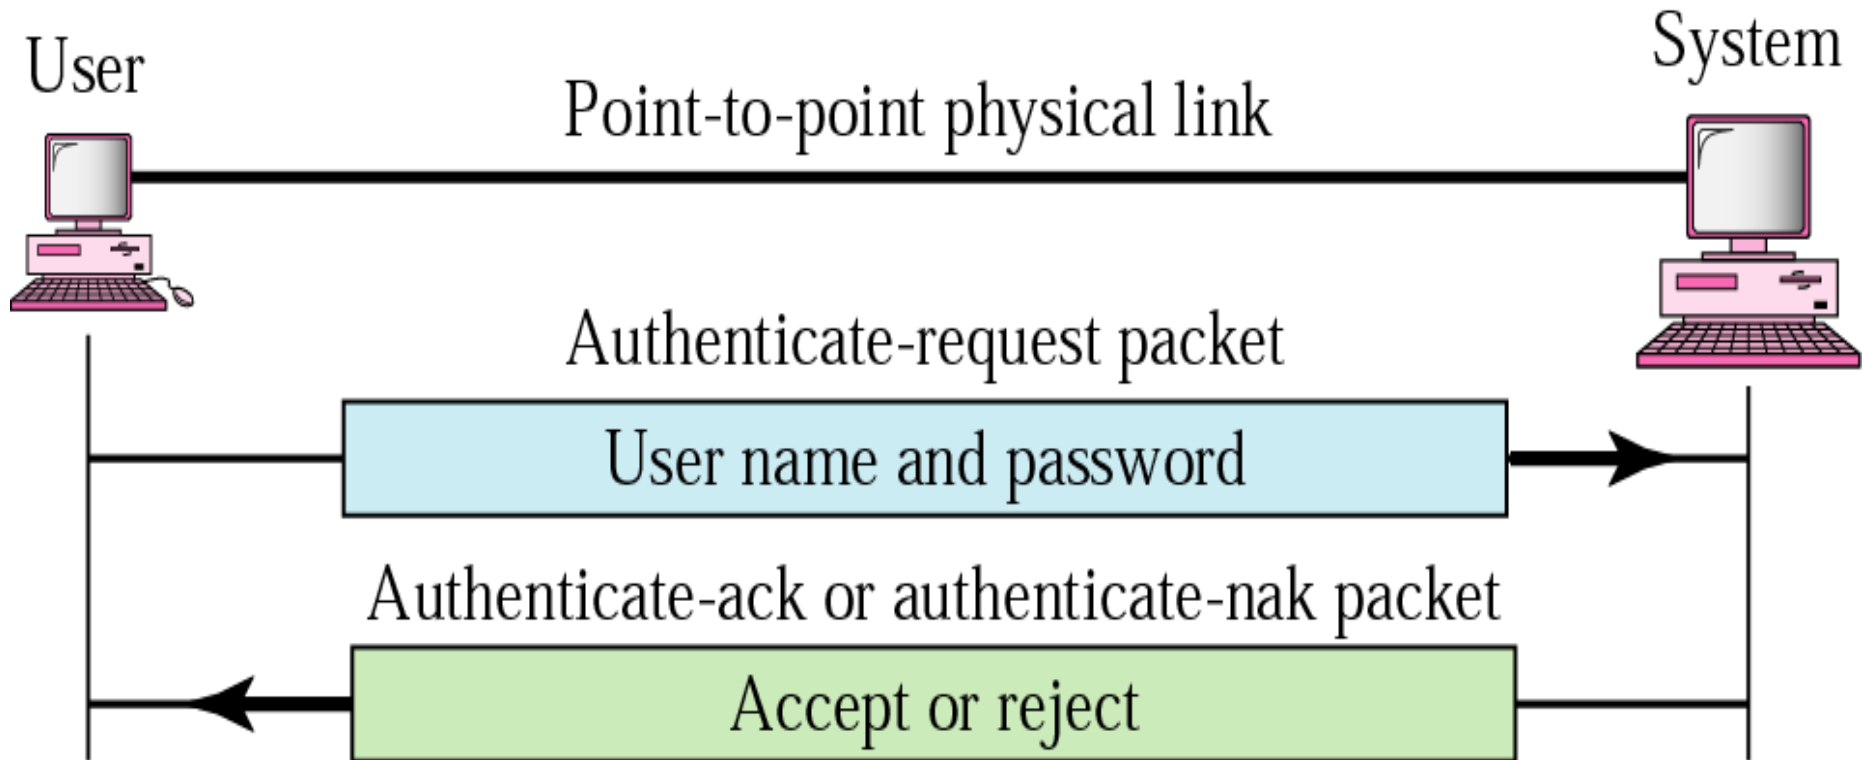 User
System
Point-to-point physical link
Authenticate-request packet
User name and password
Authenticate-ack or authenticate-nak packet
Accept or reject